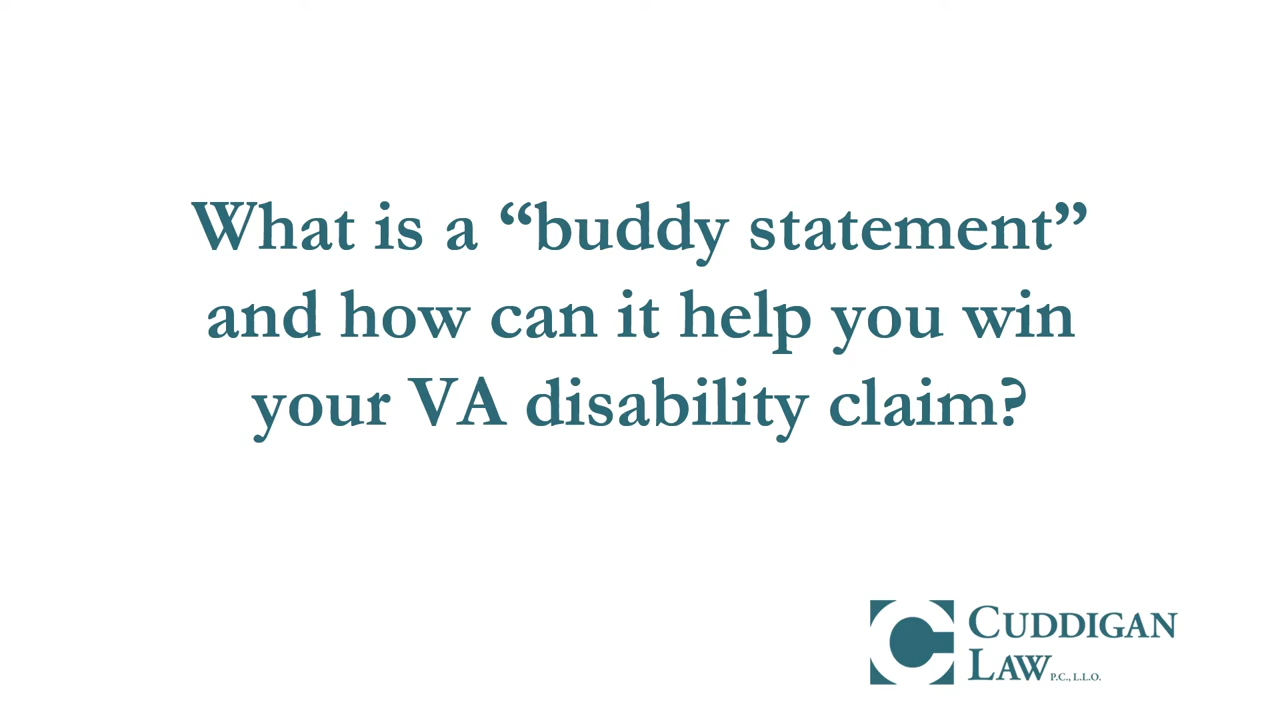 What is a “buddy statement”
and how can it help you win
your VA disability claim?
CUDDIGAN
LAW P.C., L.L.O.